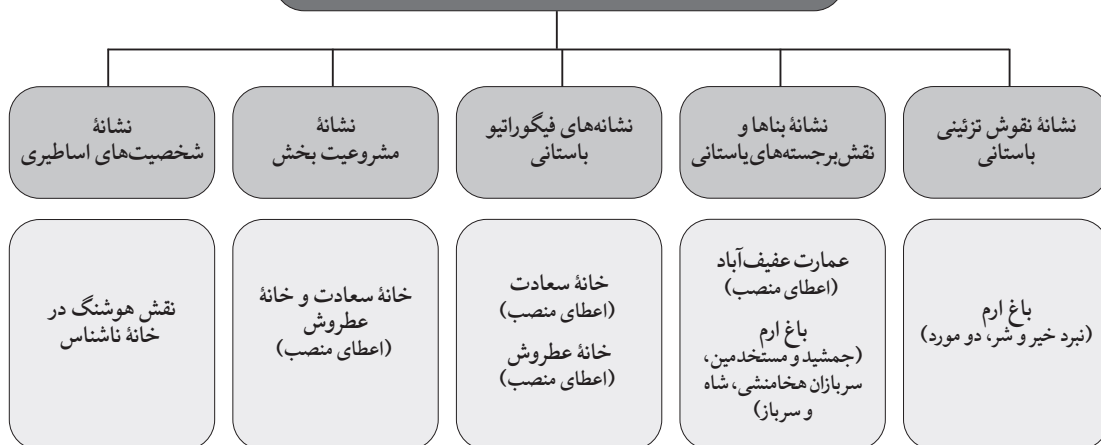 نشانۀ نقوش تزئینی
باستانی
نشانۀ بناها و
نقش‌برجسته‌های‌یاستانی
نشانه‌های فیگوراتیو
باستانی
نشانۀ
مشروعیت بخش
نشانۀ
شخصیت‌های اساطیری
باغ ارم
(نبرد خیر و شر، دو مورد)
عمارت عفیف‌آباد
(اعطای منصب)
باغ ارم
(جمشید و مستخدمین،
سربازان هخامنشی، شاه
و سرباز)
خانۀ سعادت
(اعطای منصب)
خانۀ عطروش
(اعطای منصب)
خانۀ سعادت و خانۀ
عطروش
(اعطای منصب)
نقش هوشنگ در
خانۀ ناشناس